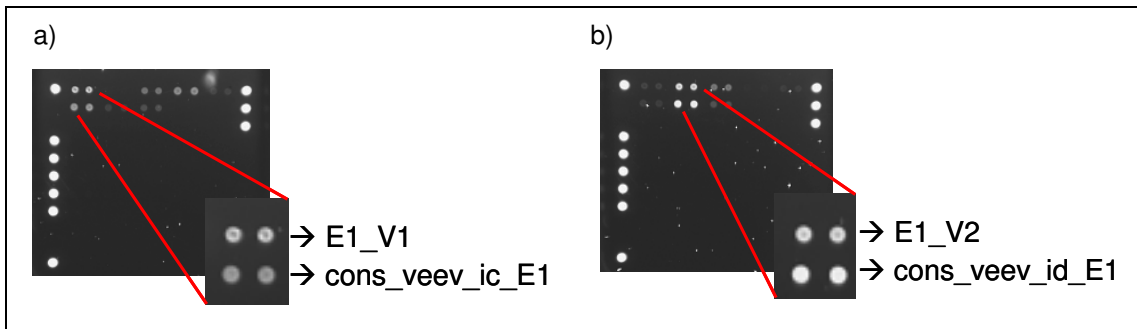 a)
b)
→ E1_V1
→ cons_veev_ic_E1
→ E1_V2
→ cons_veev_id_E1